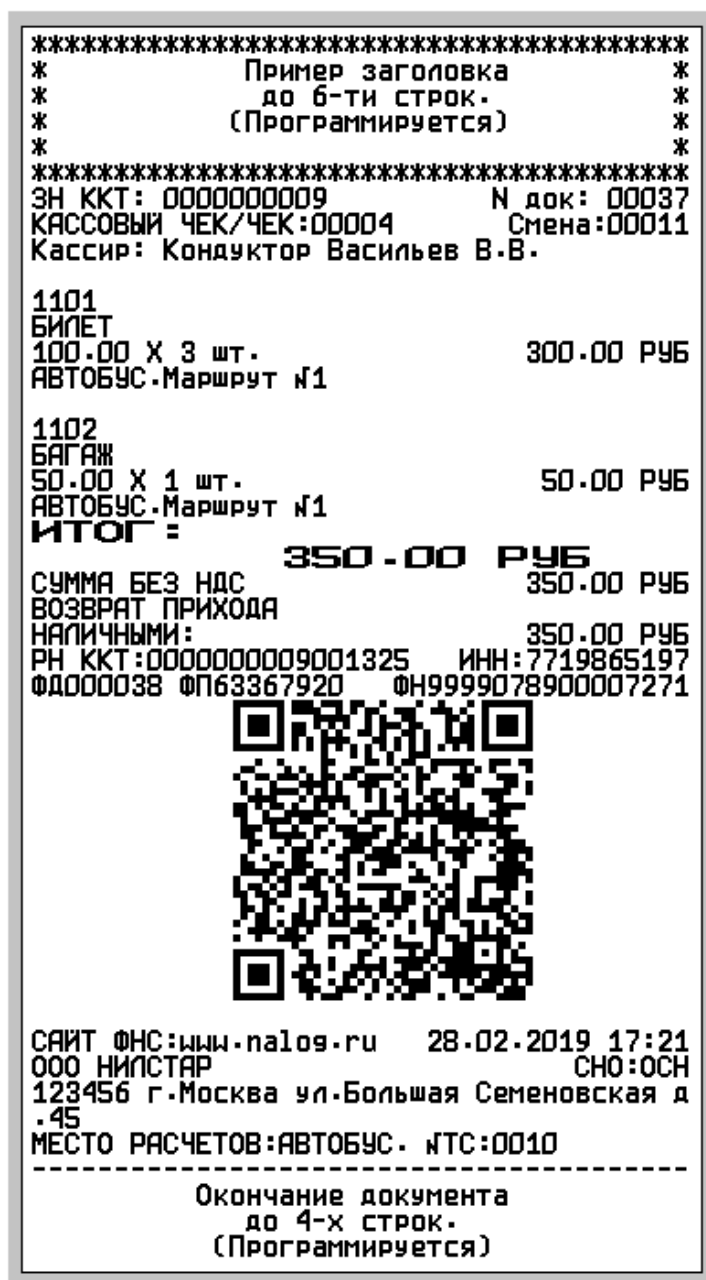 ****************************************
* Пример заголовка *
* до 6-ти строк. *
* (Программируется) *
* *
****************************************
ЗН ККТ: 0000000009 N док: 00037
КАССОВЫЙ ЧЕК/ЧЕК:00004 Смена:00011
Кассир: Кондуктор Васильев В.В.
1101
БИЛЕТ
100.00 X 3 шт. 300.00 РУБ
АВТОБУС.Маршрут №1
1102
БАГАЖ
50.00 X 1 шт. 50.00 РУБ
АВТОБУС.Маршрут №1
ИТОГ:
350.00 РУБ
СУММА БЕЗ НДС 350.00 РУБ
ВОЗВРАТ ПРИХОДА
НАЛИЧНЫМИ: 350.00 РУБ
РН ККТ:0000000009001325 ИНН:7719865197
ФД000038 ФП63367920 ФН9999078900007271
САЙТ ФНС:www.nalog.ru 28.02.2019 17:21
ООО НИЛСТАР СНО:ОСН
123456 г.Москва ул.Большая Семеновская д
.45
МЕСТО РАСЧЕТОВ:АВТОБУС. №ТС:0010
----------------------------------------
Окончание документа
до 4-х строк.
(Программируется)